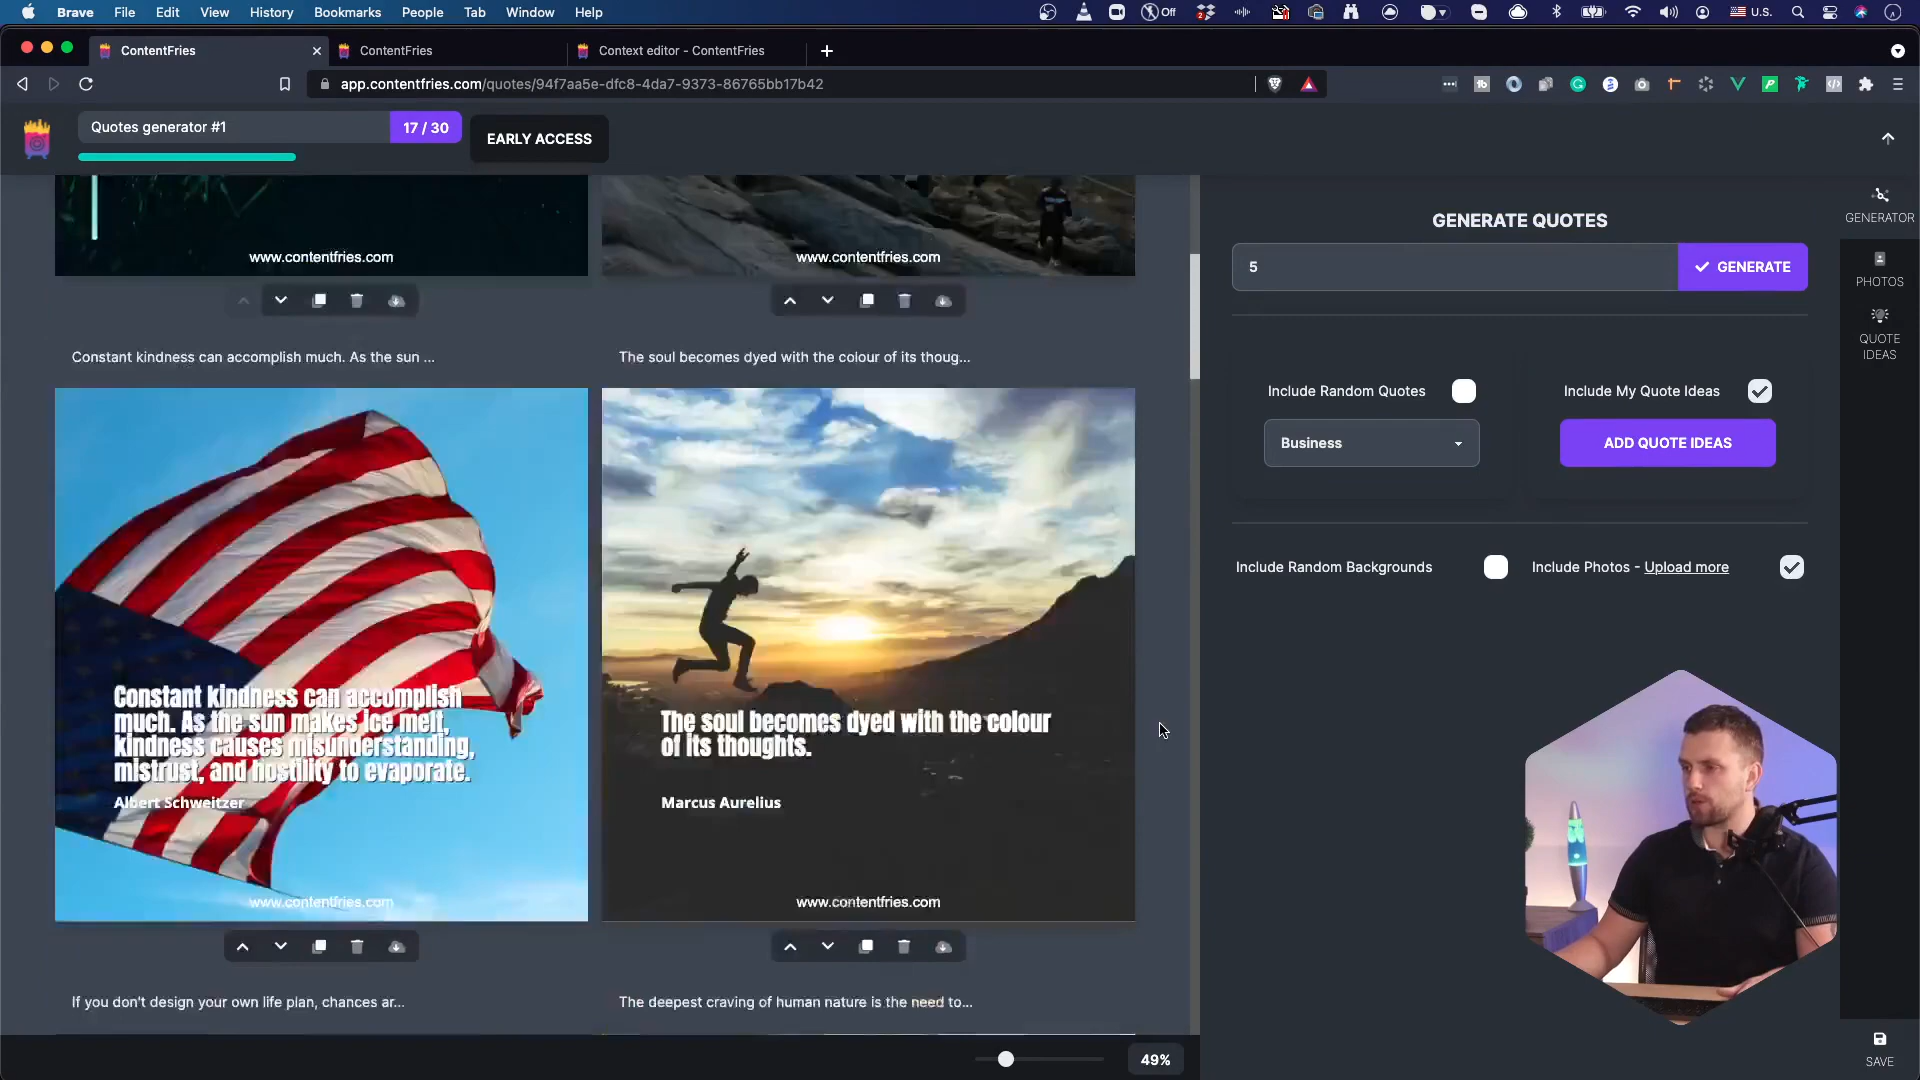 Brave File Edit View History Bookmarks People Tab Window Help
Off U.S.
ContentFries ContentFries Context editor - ContentFries
app.contentfries.com/quotes/94f7aa5e-dfc8-4da7-9373-86765bb17b42
Quotes generator #1 17 / 30 EARLY ACCESS
www.contentfries.com
www.contentfries.com
Constant kindness can accomplish much. As the sun ...
The soul becomes dyed with the colour of its thoug...
Constant kindness can accomplish
much. As the sun makes ice melt,
kindness causes misunderstanding,
mistrust, and hostility to evaporate.
Albert Schweitzer
www.contentfries.com
The soul becomes dyed with the colour
of its thoughts.
Marcus Aurelius
www.contentfries.com
If you don't design your own life plan, chances ar...
The deepest craving of human nature is the need to...
49%
GENERATE QUOTES
5 GENERATE
Include Random Quotes
Business
Include My Quote Ideas
ADD QUOTE IDEAS
Include Random Backgrounds
Include Photos - Upload more
GENERATOR
PHOTOS
QUOTE
IDEAS
SAVE